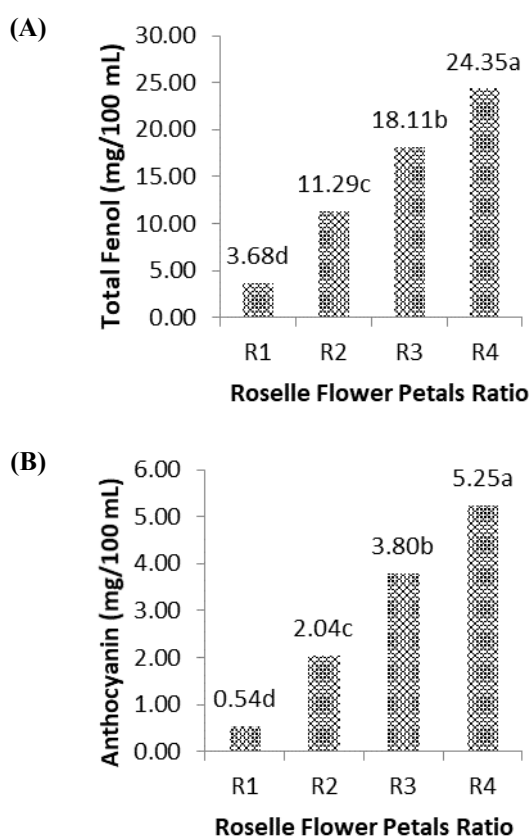 (A)
Total Fenol (mg/100 mL)
30.00
25.00
20.00
15.00
10.00
5.00
0.00
3.68d
11.29c
18.11b
24.35a
R1 R2 R3 R4
Roselle Flower Petals Ratio
(B)
Anthocyanin (mg/100 mL)
6.00
5.00
4.00
3.00
2.00
1.00
0.00
0.54d
2.04c
3.80b
5.25a
R1 R2 R3 R4
Roselle Flower Petals Ratio